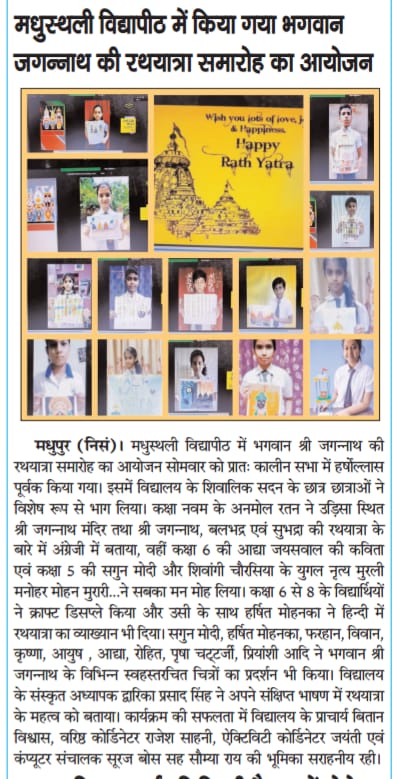 मधुस्थली विद्यापीठ में किया गया भगवान
जगन्नाथ की रथयात्रा समारोह का आयोजन
Wish you lots of love, j
& Happiness.
Happy
Rath Yatra
मधुपुर (निसं)। मधुस्थली विद्यापीठ में भगवान श्री जगन्नाथ की
रथयात्रा समारोह का आयोजन सोमवार को प्रातः कालीन सभा में हर्षोल्लास
पूर्वक किया गया। इसमें विद्यालय के शिवालिक सदन के छात्र छात्राओं ने
विशेष रूप से भाग लिया। कक्षा नवम के अनमोल रतन ने उड़िसा स्थित
श्री जगन्नाथ मंदिर तथा श्री जगन्नाथ, बलभद्र एवं सुभद्रा की रथयात्रा के
बारे में अंग्रेजी में बताया, वहीं कक्षा 6 की आद्या जयसवाल की कविता
एवं कक्षा 5 की सगुन मोदी और शिवांगी चौरसिया के युगल नृत्य मुरली
मनोहर मोहन मुरारी...ने सबका मन मोह लिया। कक्षा 6 से 8 के विद्यार्थियों
ने क्राफ्ट डिसप्ले किया और उसी के साथ हर्षित मोहनका ने हिन्दी में
रथयात्रा का व्याख्यान भी दिया। सगुन मोदी, हर्षित मोहनका, फरहान, विवान,
कृष्णा, आयुष , आद्या, रोहित, पृषा चट्टर्जी, प्रियांशी आदि ने भगवान श्री
जगन्नाथ के विभिन्न स्वहस्तरचित चित्रों का प्रदर्शन भी किया। विद्यालय
के संस्कृत अध्यापक द्वारिका प्रसाद सिंह ने अपने संक्षिप्त भाषण में रथयात्रा
के महत्व को बताया। कार्यक्रम की सफलता में विद्यालय के प्राचार्य बितान
विश्वास, वरिष्ठ कोर्डिनेटर राजेश साहनी, ऐक्टिविटी कोर्डिनेटर जयंती एवं
कंप्यूटर संचालक सूरज बोस सह सौम्या राय की भूमिका सराहनीय रही।